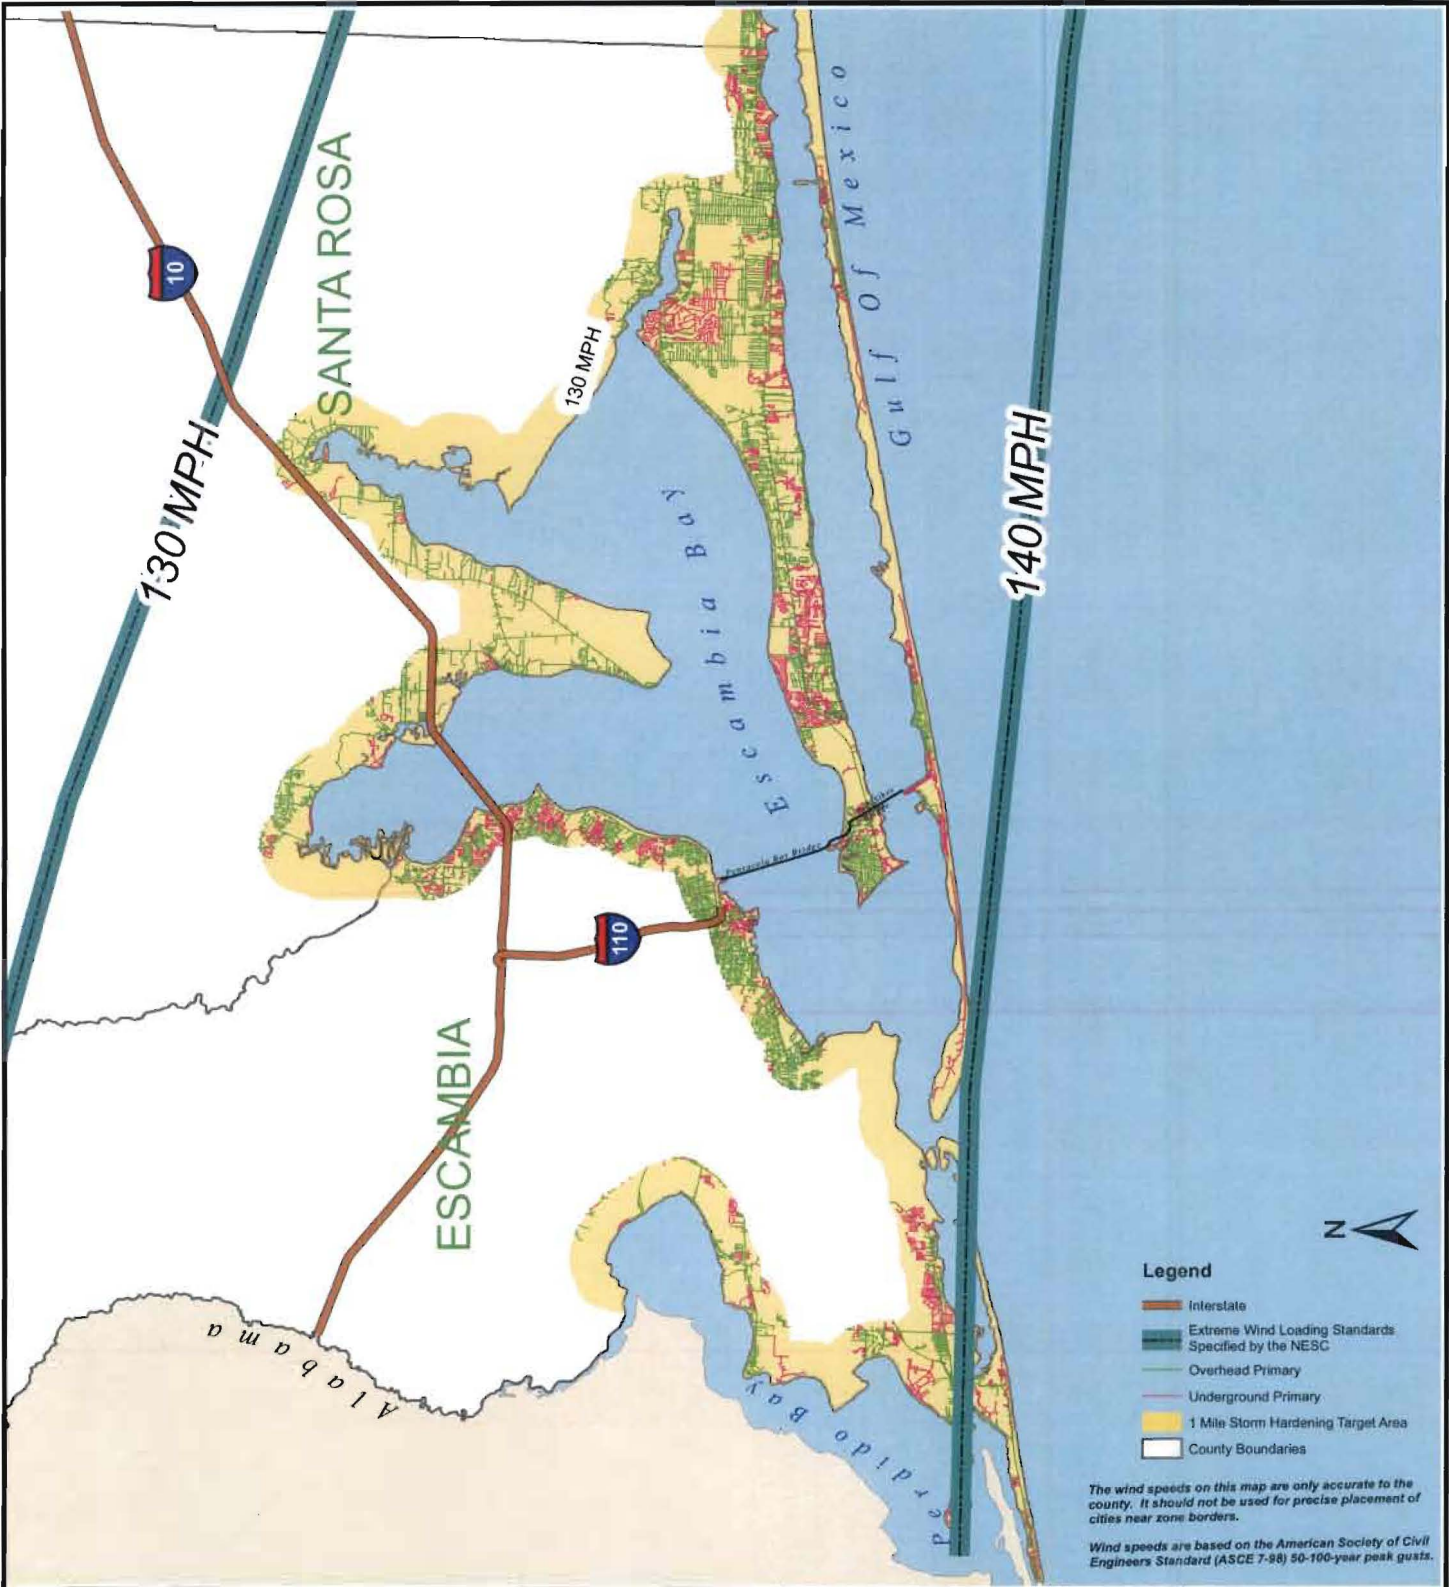 SANTA ROSA
10
130 MPH
130 MPH
Gulf Of Mexico
140 MPH
Escambia Bay
Pensacola Bay Bridge
110
ESCAMBIA
Alabama
Perdido Bay
N
Legend
Interstate
Extreme Wind Loading Standards
Specified by the NESC
Overhead Primary
Underground Primary
1 Mile Storm Hardening Target Area
County Boundaries
The wind speeds on this map are only accurate to the
county. It should not be used for precise placement of
cities near zone borders.
Wind speeds are based on the American Society of Civil
Engineers Standard (ASCE 7-98) 50-100-year peak gusts.